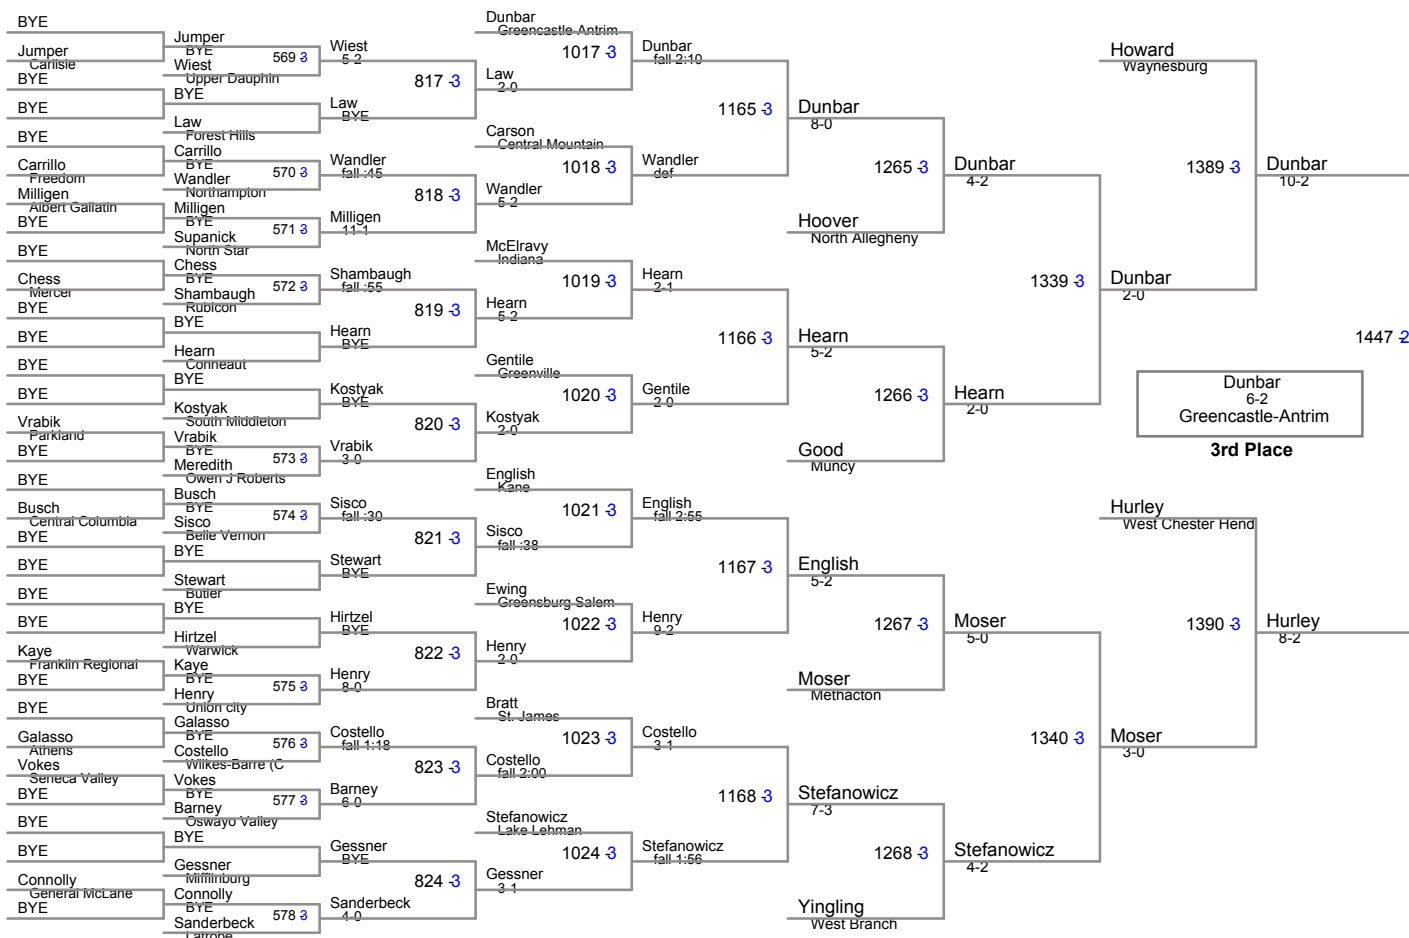 BYE
Jumper
Carlisle
BYE
BYE
BYE
Carrillo
Freedom
Milligen
Albert Gallatin
BYE
BYE
Chess
Mercer
BYE
BYE
BYE
BYE
Vrabik
Parkland
BYE
BYE
Busch
Central Columbia
BYE
BYE
BYE
BYE
Kaye
Franklin Regional
BYE
BYE
Galasso
Athens
Vokes
Seneca Valley
BYE
BYE
BYE
Connolly
General McLane
BYE
Jumper
BYE
569 -3
Wiest
Upper Dauphin
BYE
Law
Forest Hills
Carrillo
BYE
570 -3
Wandler
Northampton
Milligen
BYE
571 -3
Supanick
North Star
Chess
BYE
572 -3
Shambaugh
Rubicon
BYE
Hearn
Conneaut
BYE
Kostyak
South Middleton
Vrabik
BYE
573 -3
Meredith
Owen J Roberts
Busch
BYE
574 -3
Sisco
Belle Vernon
BYE
Stewart
Butler
BYE
Hirtzel
Warwick
Kaye
BYE
575 -3
Henry
Union city
Galasso
BYE
576 -3
Costello
Wilkes-Barre (C
Vokes
BYE
577 -3
Barney
Oswayo Valley
BYE
Gessner
Mifflinburg
Connolly
BYE
578 -3
Sanderbeck
Latrobe
Wiest
5-2
817 -3
Law
BYE
Wandler
fall :45
818 -3
Milligen
11-1
Shambaugh
fall :55
819 -3
Hearn
BYE
Kostyak
BYE
820 -3
Vrabik
3-0
Sisco
fall :30
821 -3
Stewart
BYE
Hirtzel
BYE
822 -3
Henry
8-0
Costello
fall 1:18
823 -3
Barney
6-0
Gessner
BYE
824 -3
Sanderbeck
4-0
Dunbar
Greencastle-Antrim
1017 -3
Law
2-0
Carson
Central Mountain
1018 -3
Wandler
5-2
McElravy
Indiana
1019 -3
Hearn
5-2
Gentile
Greenville
1020 -3
Kostyak
2-0
English
Kane
1021 -3
Sisco
fall :38
Ewing
Greensburg Salem
1022 -3
Henry
2-0
Bratt
St. James
1023 -3
Costello
fall 2:00
Stefanowicz
Lake Lehman
1024 -3
Gessner
3-1
Dunbar
fall 2:10
1165 -3
Wandler
def
Hearn
2-1
1166 -3
Gentile
2-0
English
fall 2:55
1167 -3
Henry
9-2
Costello
3-1
1168 -3
Stefanowicz
fall 1:56
Dunbar
8-0
1265 -3
Hoover
North Allegheny
Hearn
5-2
1266 -3
Good
Muncy
English
5-2
1267 -3
Moser
Methacton
Stefanowicz
7-3
1268 -3
Yingling
West Branch
Dunbar
4-2
1339 -3
Hearn
2-0
Moser
5-0
1340 -3
Stefanowicz
4-2
Howard
Waynesburg
1389 -3
Dunbar
2-0
Hurley
West Chester Hend
1390 -3
Moser
3-0
Dunbar
10-2
1447 -2
Hurley
8-2
Dunbar
6-2
Greencastle-Antrim
3rd Place